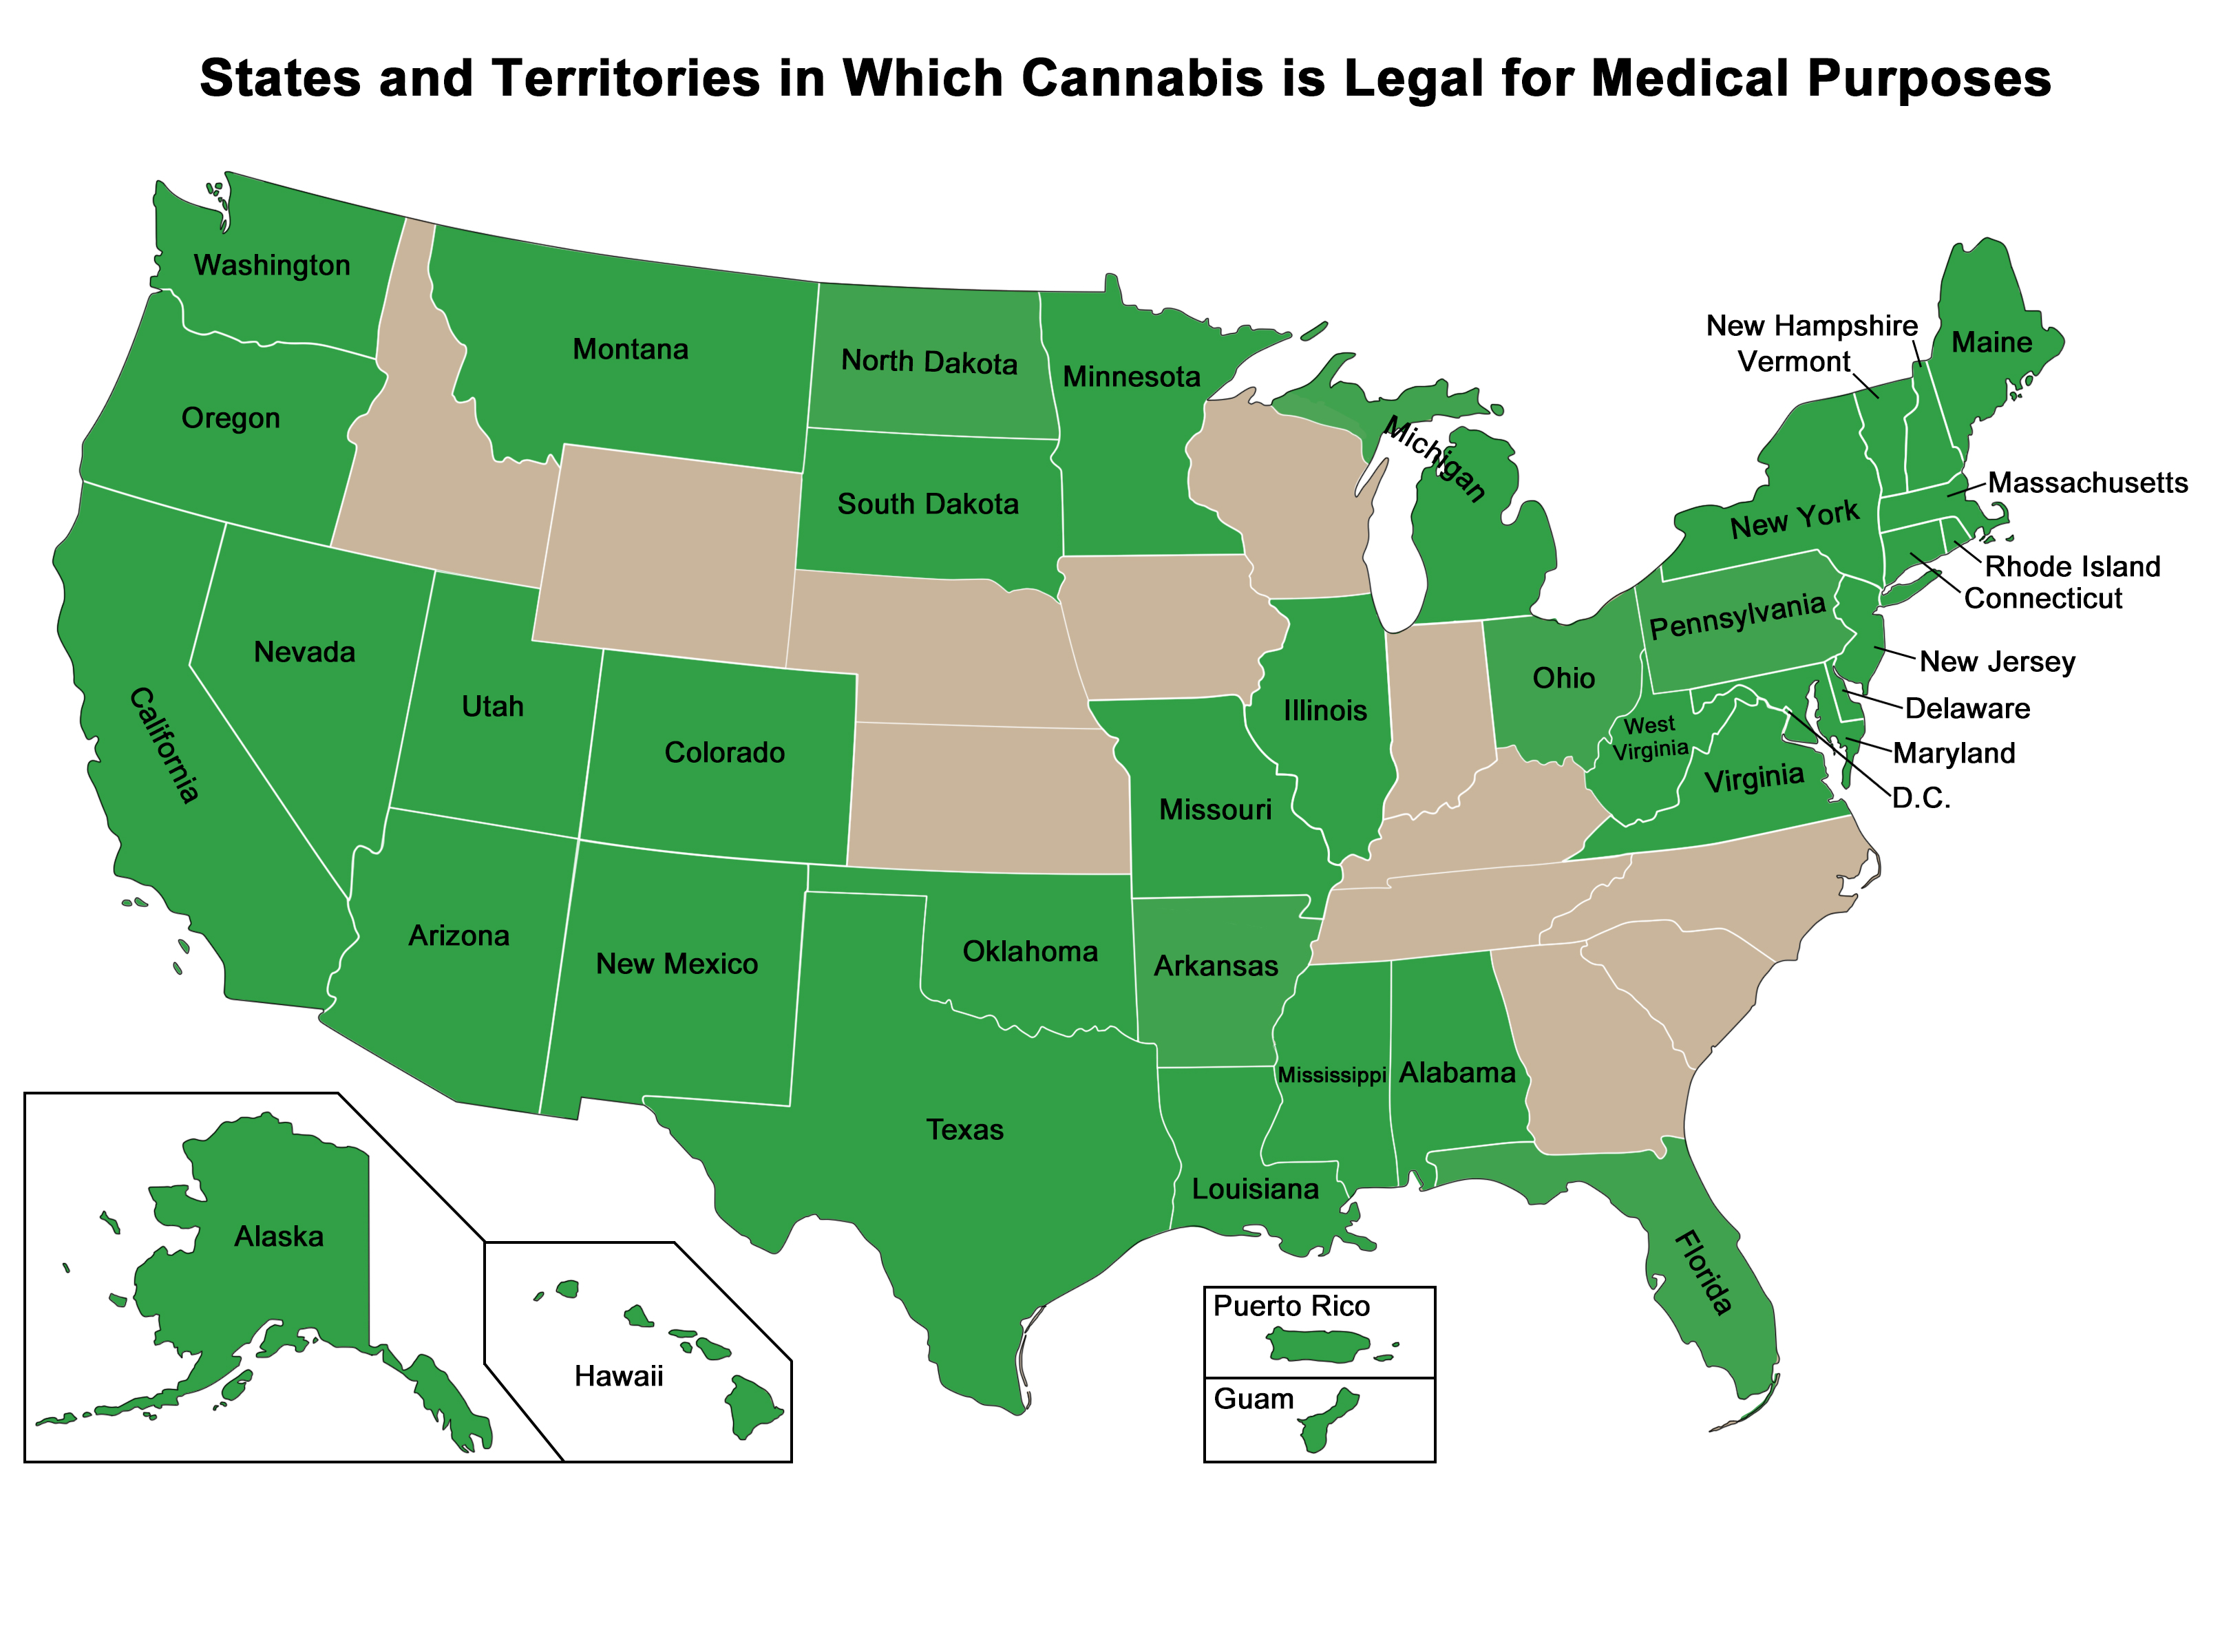 States and Territories in Which Cannabis is Legal for Medical Purposes
Washington
Montana
North Dakota
Minnesota
New Hampshire
Vermont
Maine
Oregon
South Dakota
Michigan
Massachusetts
New York
Rhode Island
Connecticut
Nevada
Utah
Colorado
California
Illinois
Ohio
Pennsylvania
New Jersey
Delaware
West
Virginia
Maryland
Virginia
D.C.
Missouri
Arizona
New Mexico
Oklahoma
Arkansas
Mississippi
Alabama
Texas
Louisiana
Florida
Alaska
Hawaii
Puerto Rico
Guam